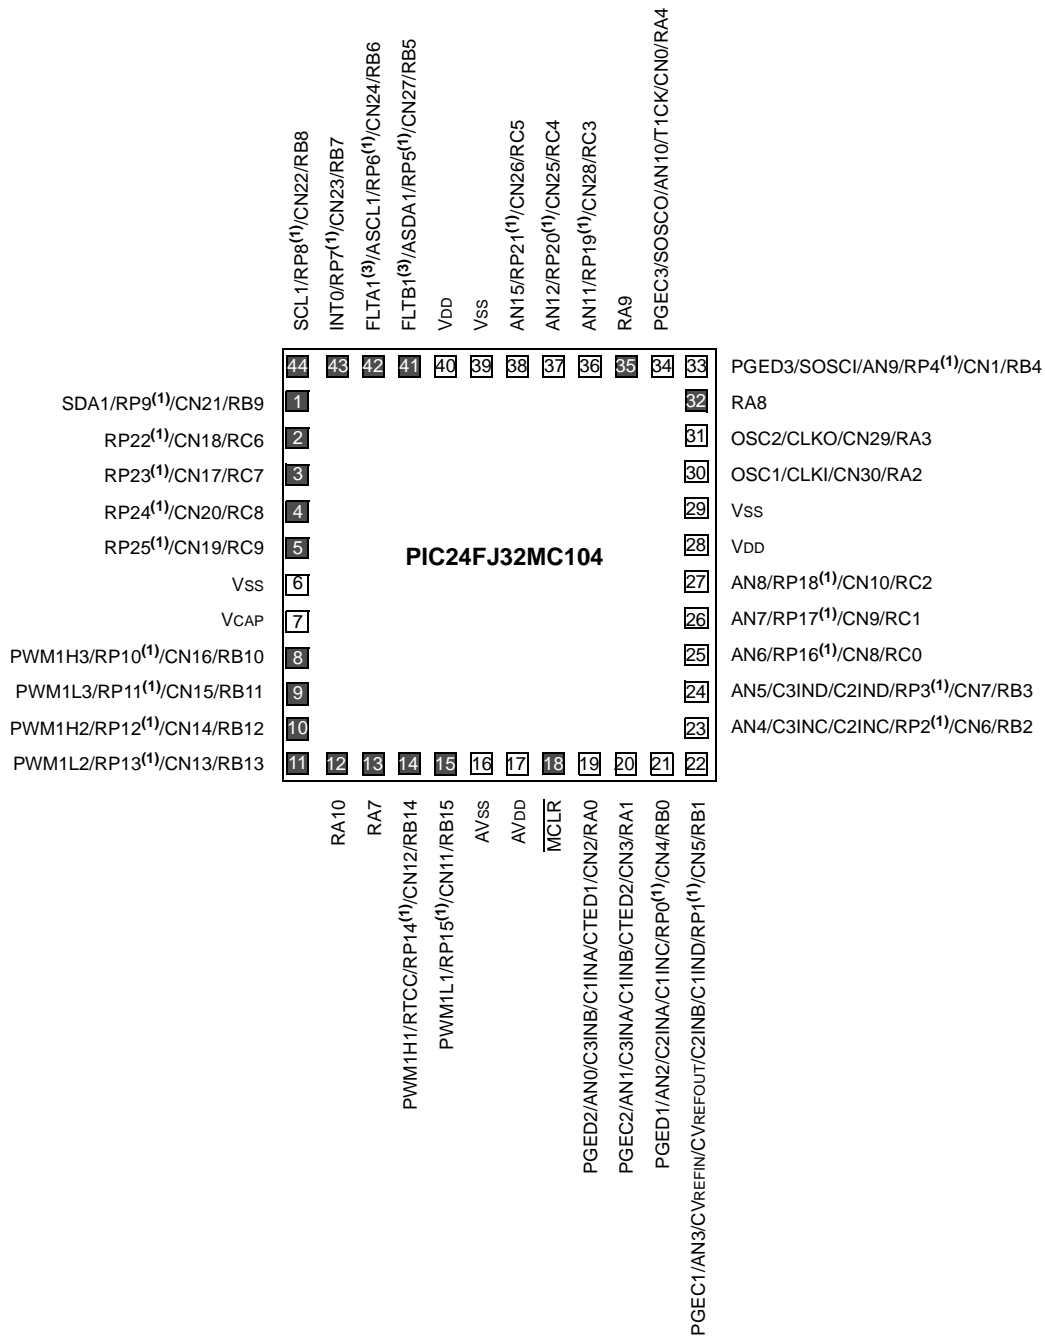 SCL1/RP8(1)/CN22/RB8
INT0/RP7(1)/CN23/RB7
FLTA1(3)/ASCL1/RP6(1)/CN24/RB6
FLTB1(3)/ASDA1/RP5(1)/CN27/RB5
VDD
VSS
AN15/RP21(1)/CN26/RC5
AN12/RP20(1)/CN25/RC4
AN11/RP19(1)/CN28/RC3
RA9
PGEC3/SOSCO/AN10/T1CK/CN0/RA4
44 43 42 41 40 39 38 37 36 35 34 33 PGED3/SOSCI/AN9/RP4(1)/CN1/RB4
SDA1/RP9(1)/CN21/RB9 1 32 RA8
RP22(1)/CN18/RC6 2 31 OSC2/CLKO/CN29/RA3
RP23(1)/CN17/RC7 3 30 OSC1/CLKI/CN30/RA2
RP24(1)/CN20/RC8 4 29 VSS
RP25(1)/CN19/RC9 5 28 VDD
PIC24FJ32MC104
VSS 6 27 AN8/RP18(1)/CN10/RC2
VCAP 7 26 AN7/RP17(1)/CN9/RC1
PWM1H3/RP10(1)/CN16/RB10 8 25 AN6/RP16(1)/CN8/RC0
PWM1L3/RP11(1)/CN15/RB11 9 24 AN5/C3IND/C2IND/RP3(1)/CN7/RB3
PWM1H2/RP12(1)/CN14/RB12 10 23 AN4/C3INC/C2INC/RP2(1)/CN6/RB2
PWM1L2/RP13(1)/CN13/RB13 11 12 13 14 15 16 17 18 19 20 21 22
RA10
RA7
PWM1H1/RTCC/RP14(1)/CN12/RB14
PWM1L1/RP15(1)/CN11/RB15
AVSS
AVDD
MCLR
PGED2/AN0/C3INB/C1INA/CTED1/CN2/RA0
PGEC2/AN1/C3INA/C1INB/CTED2/CN3/RA1
PGED1/AN2/C2INA/C1INC/RP0(1)/CN4/RB0
PGEC1/AN3/CVREFIN/CVREFOUT/C2INB/C1IND/RP1(1)/CN5/RB1